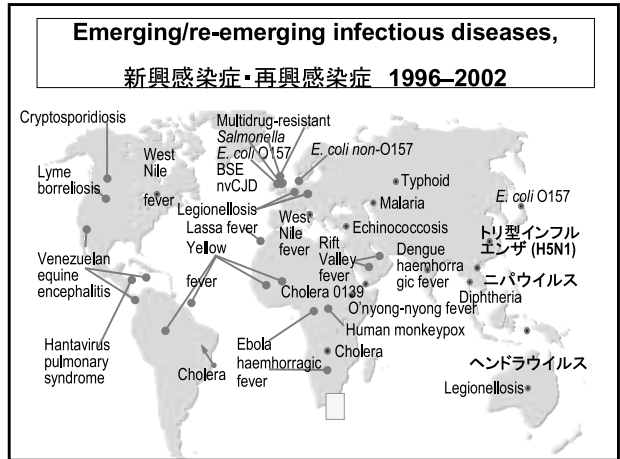 Emerging/re-emerging infectious diseases,
新興感染症・再興感染症 1996–2002
Cryptosporidiosis
Lyme
borreliosis
West
Nile
fever
Multidrug-resistant
Salmonella
E. coli O157
BSE
nvCJD
E. coli non-O157
Legionellosis
Lassa fever
Yellow
fever
West
Nile
fever
Typhoid
Malaria
Echinococcosis
E. coli O157
トリ型インフル
エンザ (H5N1)
ニパウイルス
Diphtheria
Rift
Valley
fever
Dengue
haemhorra
gic fever
Venezuelan
equine
encephalitis
Cholera 0139
O'nyong-nyong fever
Human monkeypox
Hantavirus
pulmonary
syndrome
Cholera
Ebola
haemhorragic
fever
Cholera
ヘンドラウイルス
Legionellosis